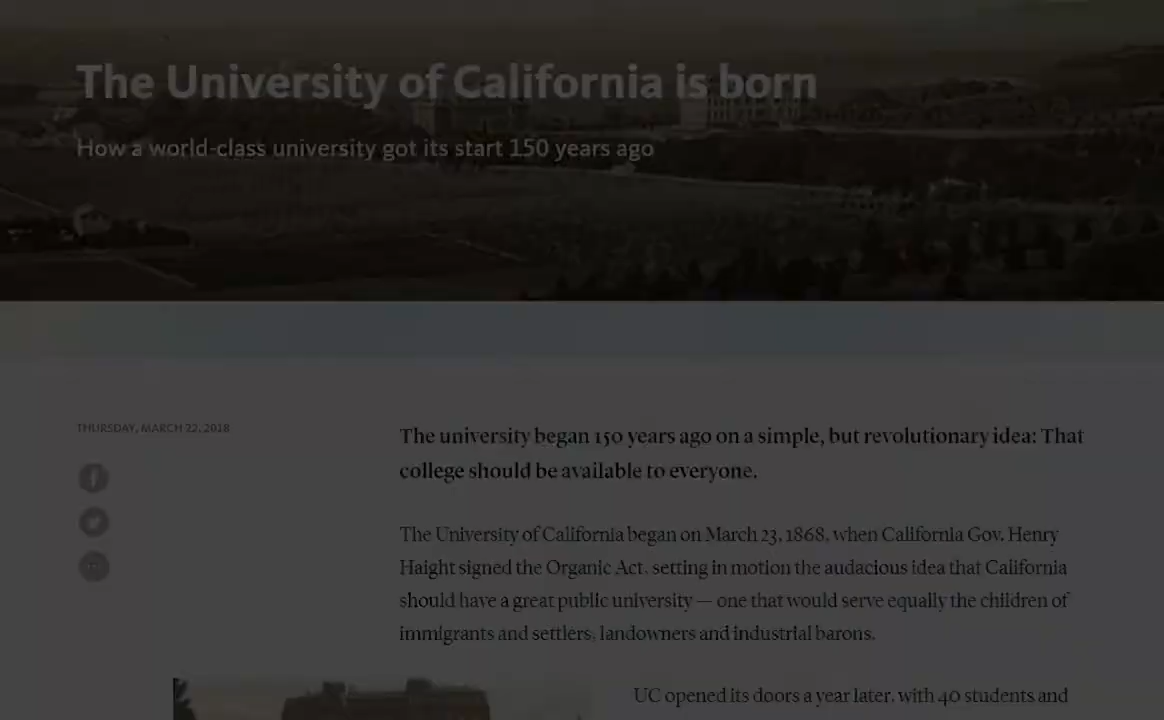 The University of California is born
How a world-class university got its start 150 years ago
THURSDAY, MARCH 22, 2018
The university began 150 years ago on a simple, but revolutionary idea: That
college should be available to everyone.
The University of California began on March 23, 1868, when California Gov. Henry
Haight signed the Organic Act, setting in motion the audacious idea that California
should have a great public university — one that would serve equally the children of
immigrants and settlers, landowners and industrial barons.
UC opened its doors a year later, with 40 students and